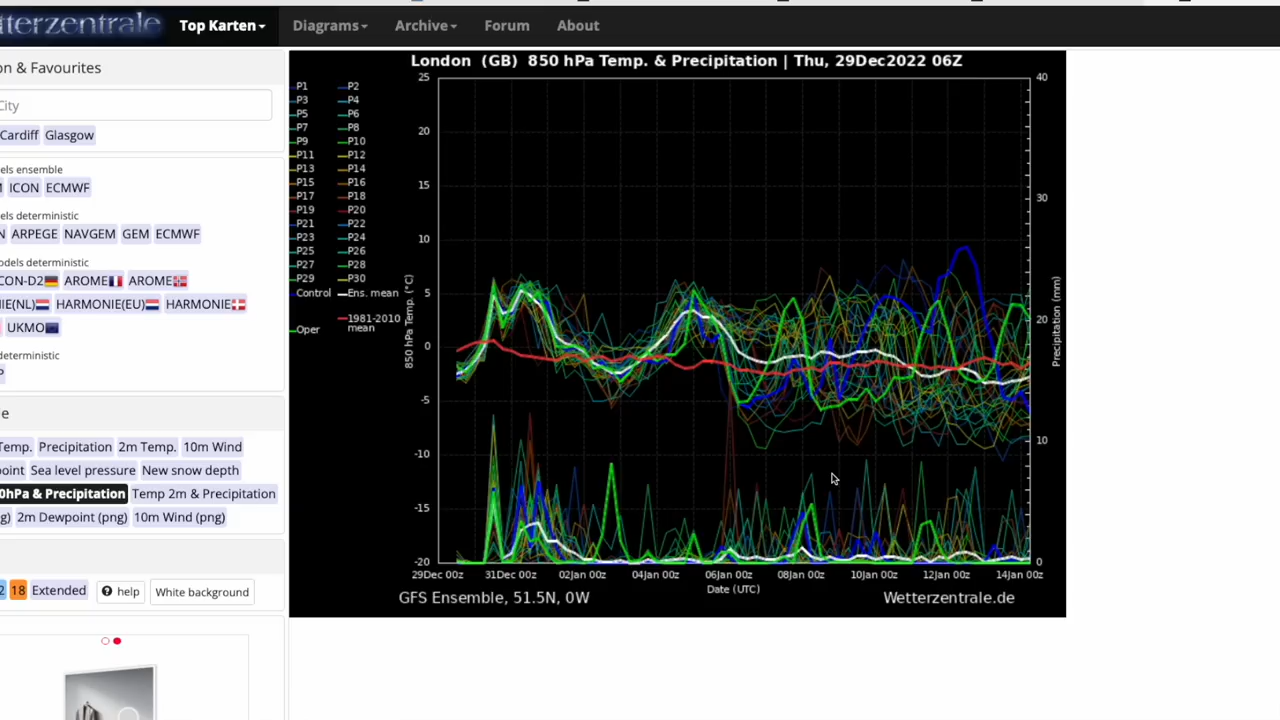 tterzentrale Top Karten Diagrams Archive Forum About
on & Favourites
City
Cardiff Glasgow
els ensemble
ICON ECMWF
els deterministic
N ARPEGE NAVGEM GEM ECMWF
odels deterministic
CON-D2 AROME AROME
IE(NL) HARMONIE(EU) HARMONIE
UKMO
deterministic
P
e
Temp. Precipitation 2m Temp. 10m Wind
point Sea level pressure New snow depth
0hPa & Precipitation Temp 2m & Precipitation
g) 2m Dewpoint (png) 10m Wind (png)
2 18 Extended help White background
London (GB) 850 hPa Temp. & Precipitation | Thu, 29Dec2022 06Z
P1 P2
P3 P4
P5 P6
P7 P8
P9 P10
P11 P12
P13 P14
P15 P16
P17 P18
P19 P20
P21 P22
P23 P24
P25 P26
P27 P28
P29 P30
Control Ens. mean
Oper 1981-2010
mean
850 hPa Temp. (°C)
25
20
15
10
5
0
-5
-10
-15
-20
40
30
20
10
0
Precipitation (mm)
29Dec 00z 31Dec 00z 02Jan 00z 04Jan 00z 06Jan 00z 08Jan 00z 10Jan 00z 12Jan 00z 14Jan 00z
Date (UTC)
GFS Ensemble, 51.5N, 0W Wetterzentrale.de